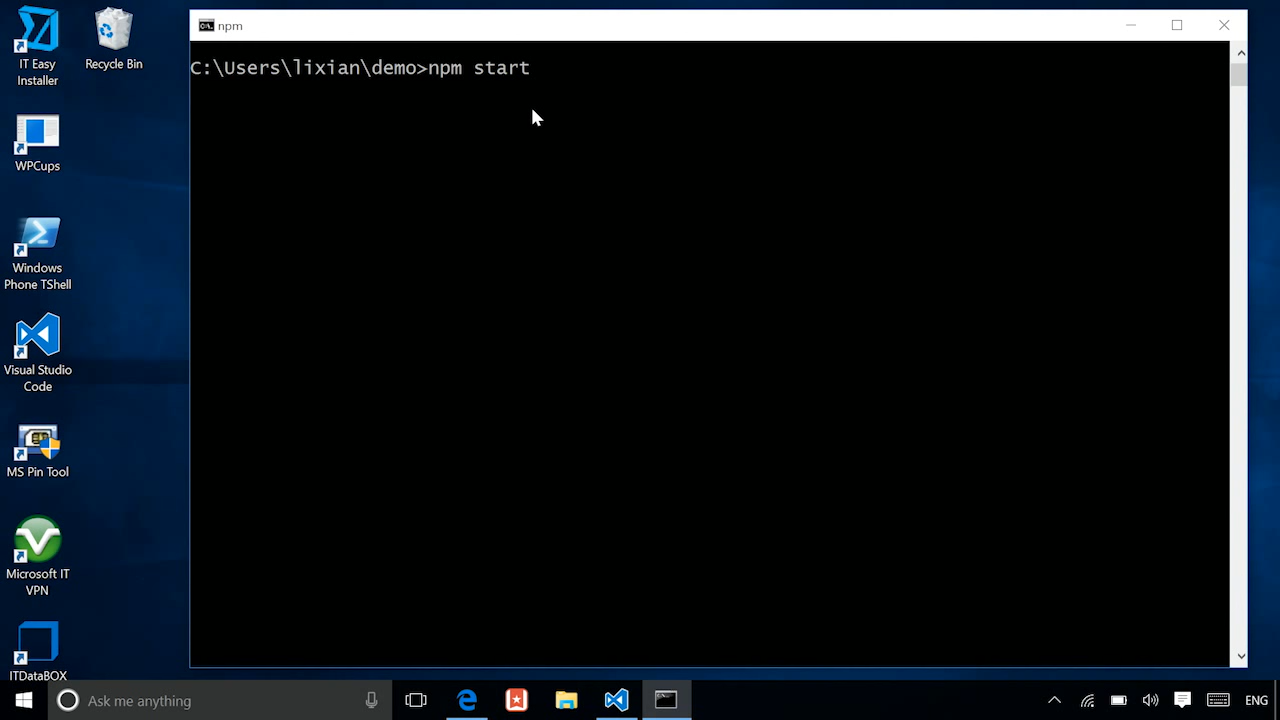 npm
C:\Users\lixian\demo>npm start
IT Easy
Installer
Recycle Bin
WPCups
Windows
Phone TShell
Visual Studio
Code
MS Pin Tool
Microsoft IT
VPN
ITDataBOX
Ask me anything
ENG